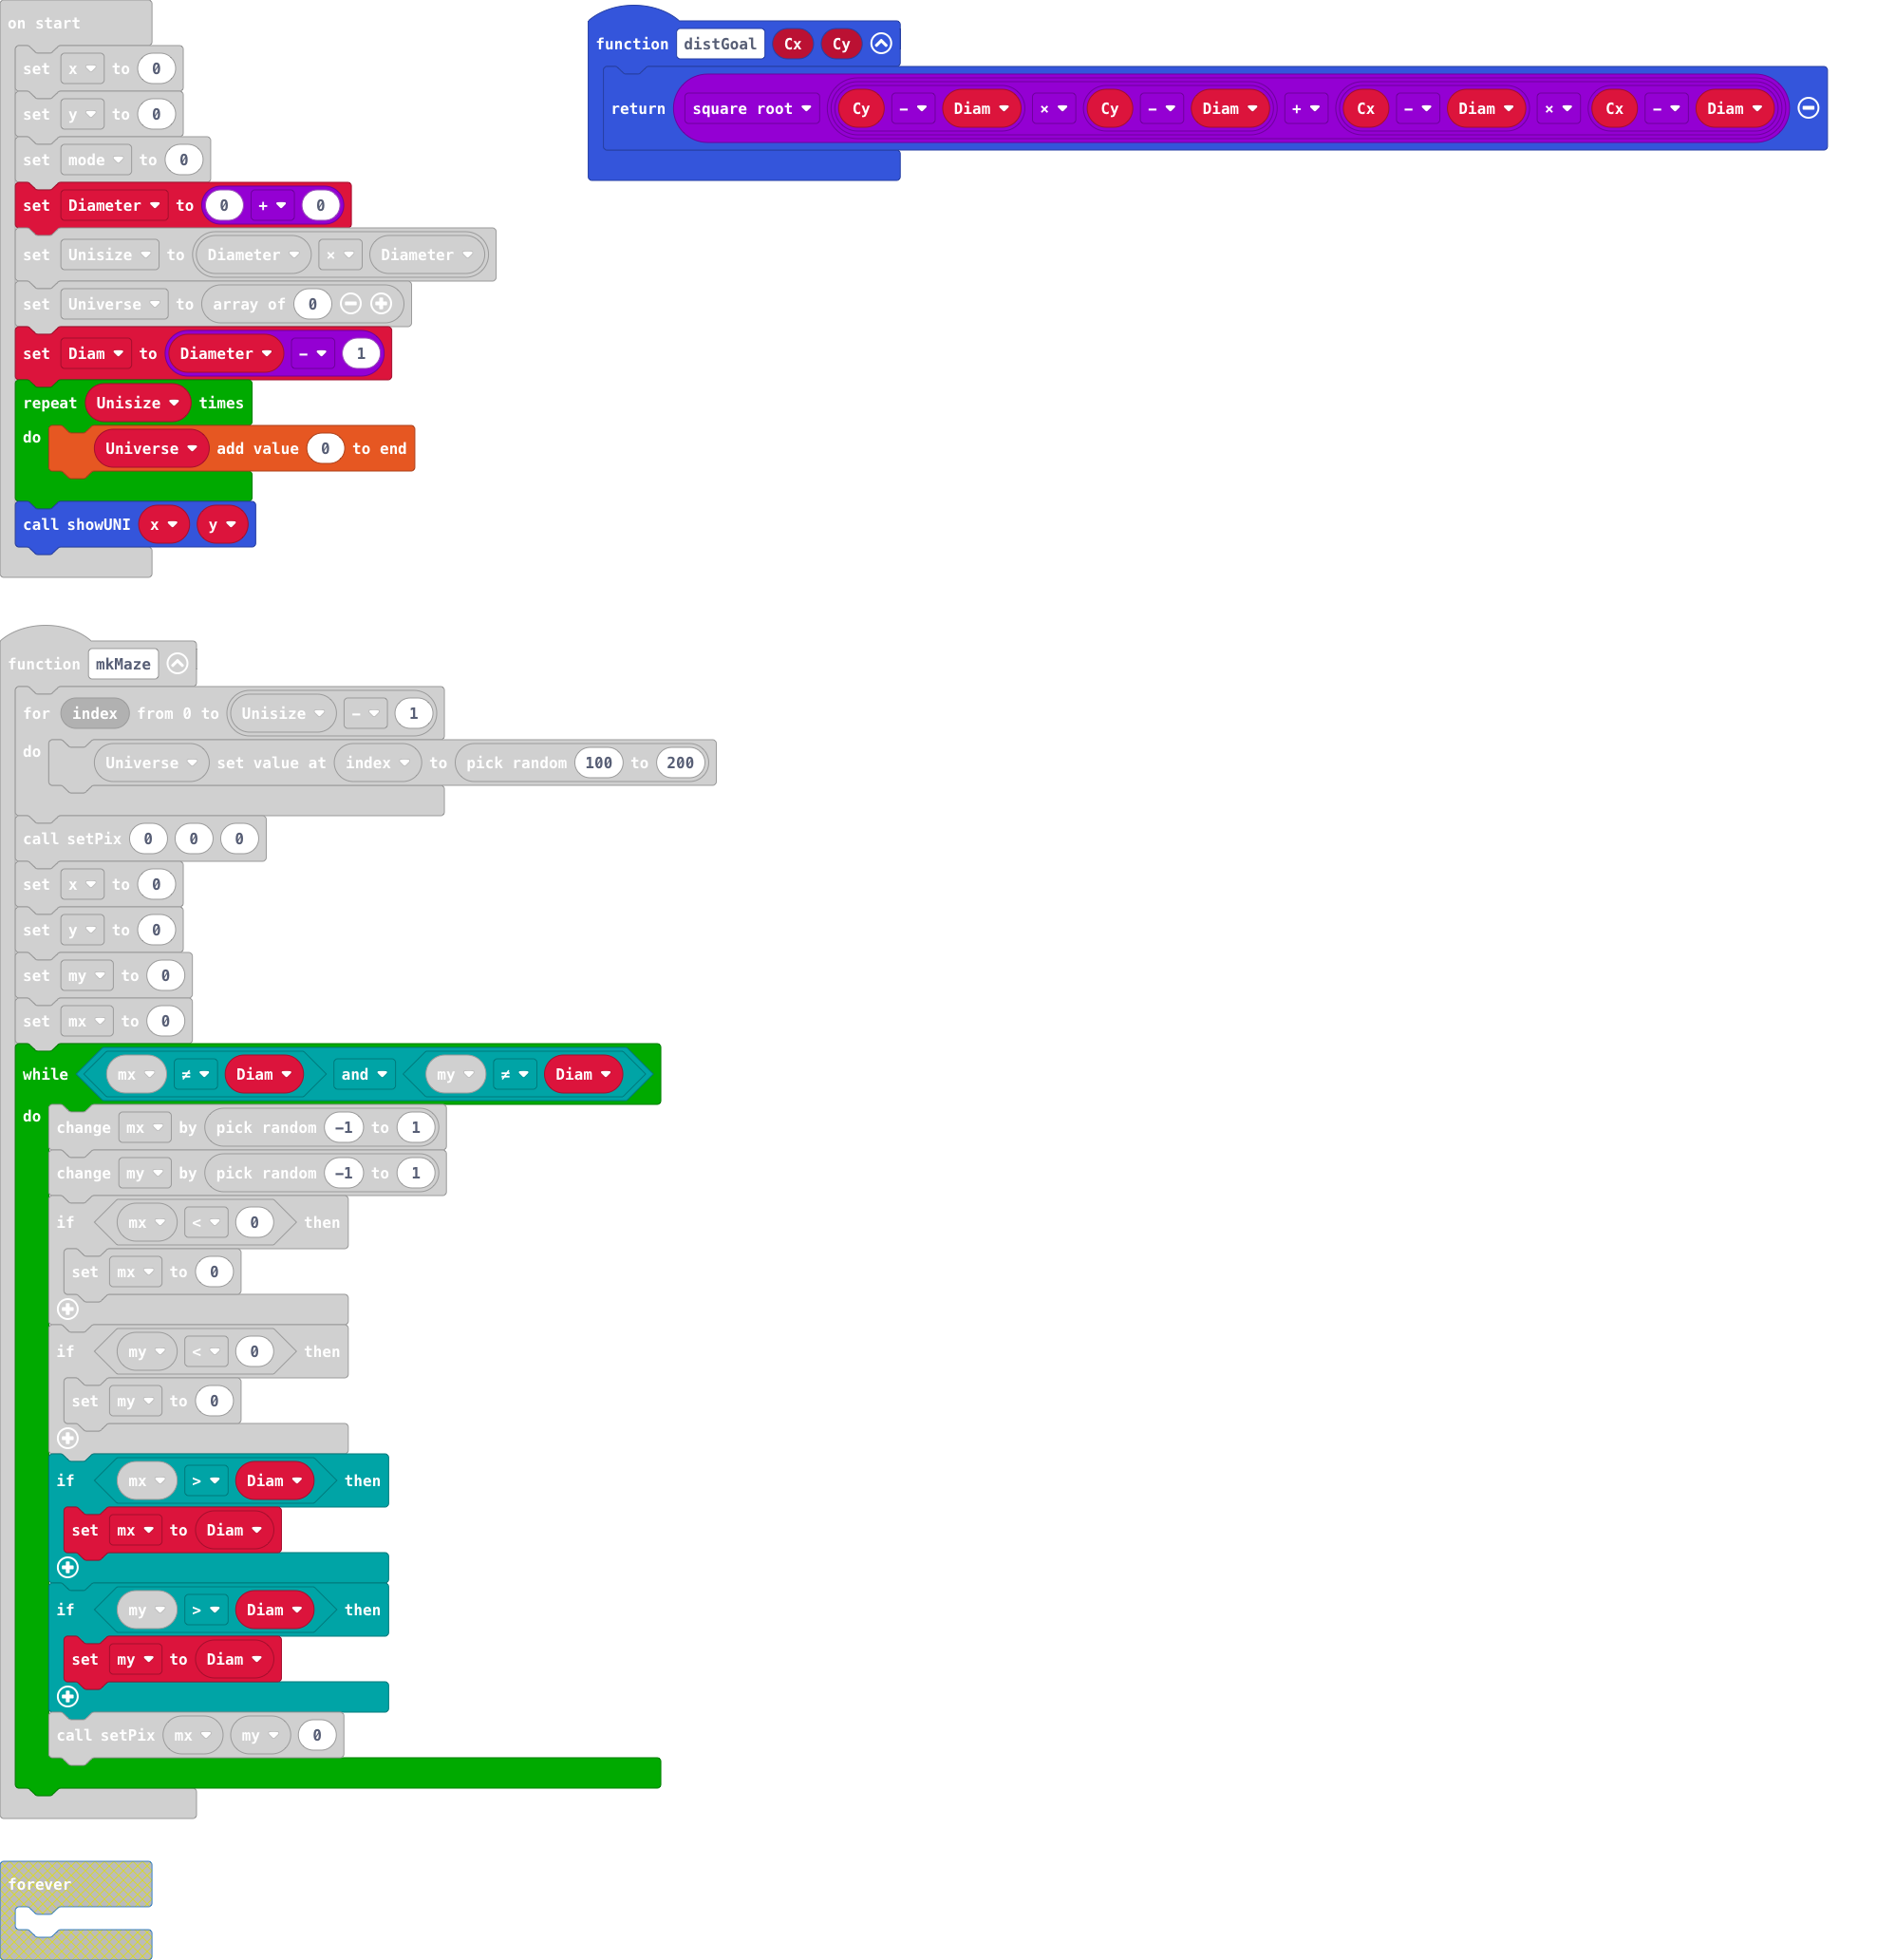 on start
set x to 0
set y to 0
set mode to 0
set Diameter to 0 + 0
set Unisize to Diameter × Diameter
set Universe to array of 0
set Diam to Diameter - 1
repeat Unisize times
do
Universe add value 0 to end
call showUNI x y
function distGoal Cx Cy
return square root Cy - Diam × Cy - Diam + Cx - Diam × Cx - Diam
function mkMaze
for index from 0 to Unisize - 1
do
Universe set value at index to pick random 100 to 200
call setPix 0 0 0
set x to 0
set y to 0
set my to 0
set mx to 0
while mx ≠ Diam and my ≠ Diam
do
change mx by pick random -1 to 1
change my by pick random -1 to 1
if mx < 0 then
set mx to 0
if my < 0 then
set my to 0
if mx > Diam then
set mx to Diam
if my > Diam then
set my to Diam
call setPix mx my 0
forever